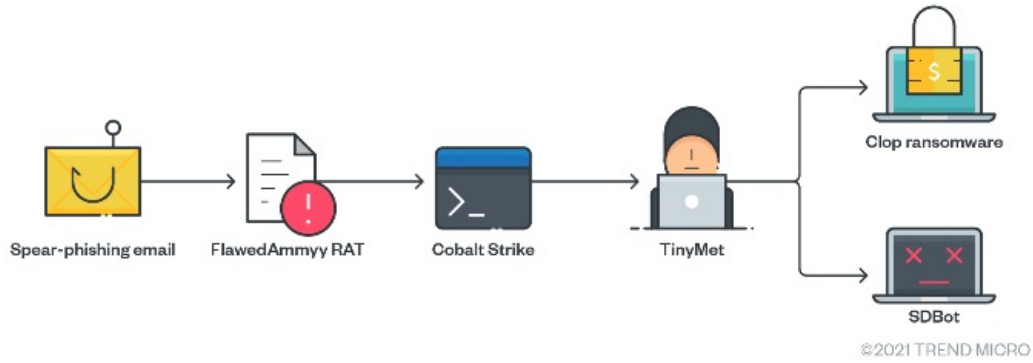 Spear-phishing email
FlawedAmmyy RAT
! 
>_
Cobalt Strike
TinyMet
$
Clop ransomware
SDBot
©2021 TREND MICRO